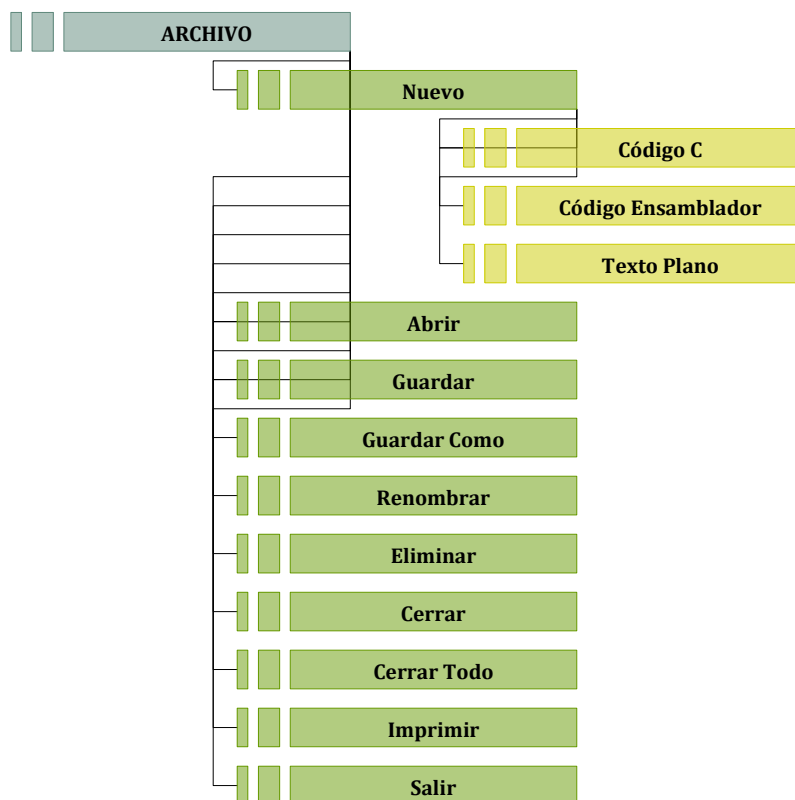 ARCHIVO
Nuevo
Código C
Código Ensamblador
Texto Plano
Abrir
Guardar
Guardar Como
Renombrar
Eliminar
Cerrar
Cerrar Todo
Imprimir
Salir